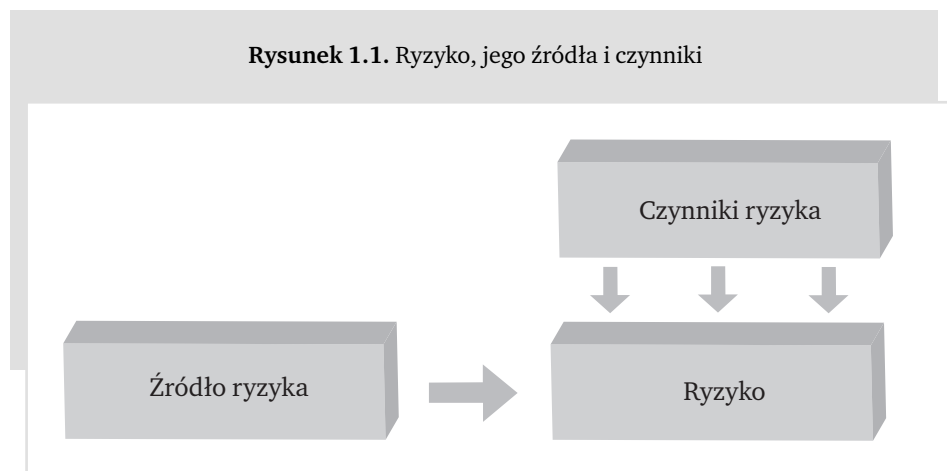 Rysunek 1.1. Ryzyko, jego źródła i czynniki
Czynniki ryzyka
Źródło ryzyka
Ryzyko